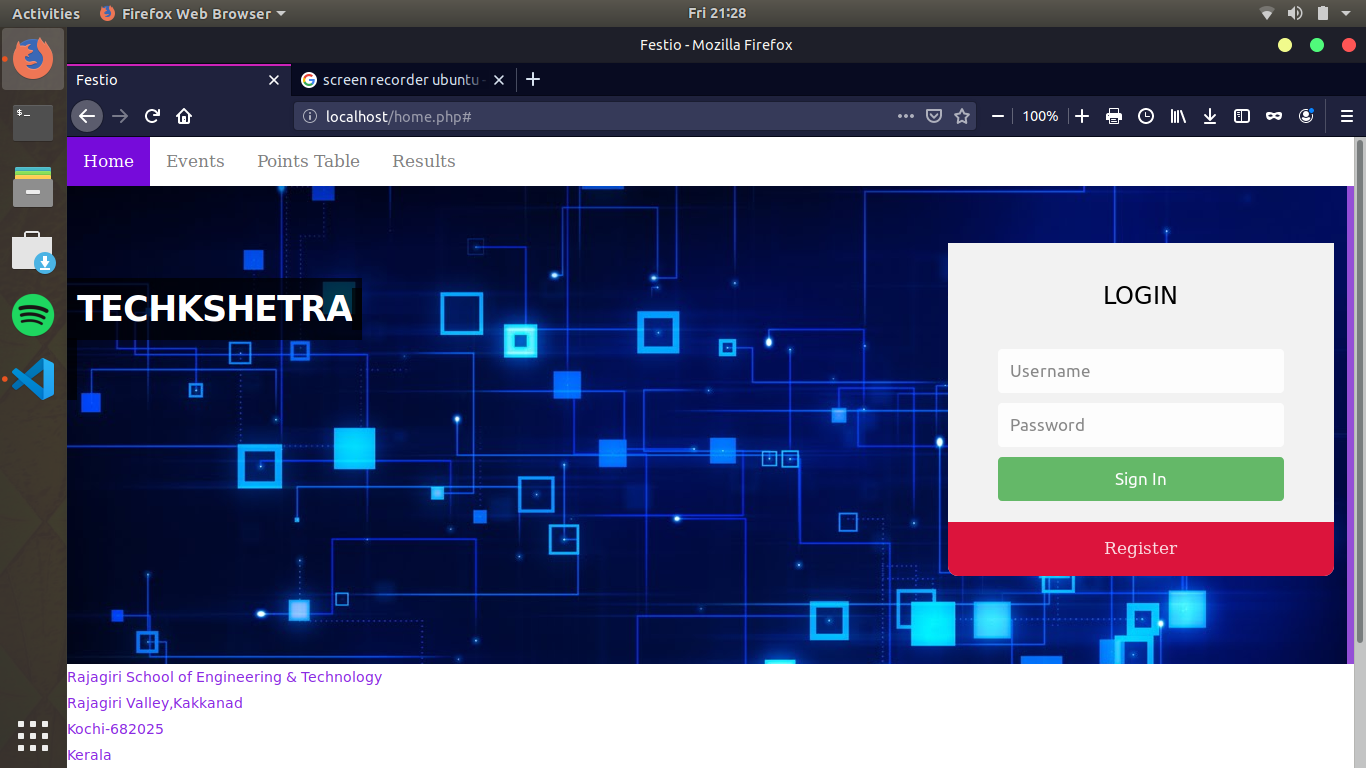 Activities Firefox Web Browser Fri 21:28
Festio - Mozilla Firefox
Festio screen recorder ubuntu -
localhost/home.php# 100%
Home Events Points Table Results
TECHKSHETRA
LOGIN
Username
Password
Sign In
Register
Rajagiri School of Engineering & Technology
Rajagiri Valley,Kakkanad
Kochi-682025
Kerala